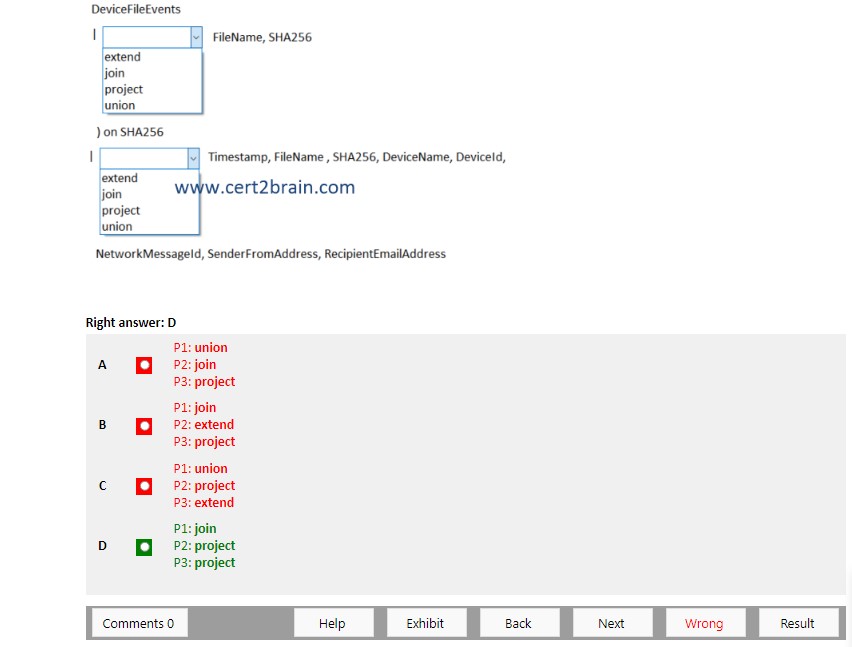 DeviceFileEvents
| FileName, SHA256
extend
join
project
union
) on SHA256
| Timestamp, FileName , SHA256, DeviceName, DeviceId,
extend
join
project
union
www.cert2brain.com
NetworkMessageId, SenderFromAddress, RecipientEmailAddress
Right answer: D
A
P1: union
P2: join
P3: project
B
P1: join
P2: extend
P3: project
C
P1: union
P2: project
P3: extend
D
P1: join
P2: project
P3: project
Comments 0 Help Exhibit Back Next Wrong Result